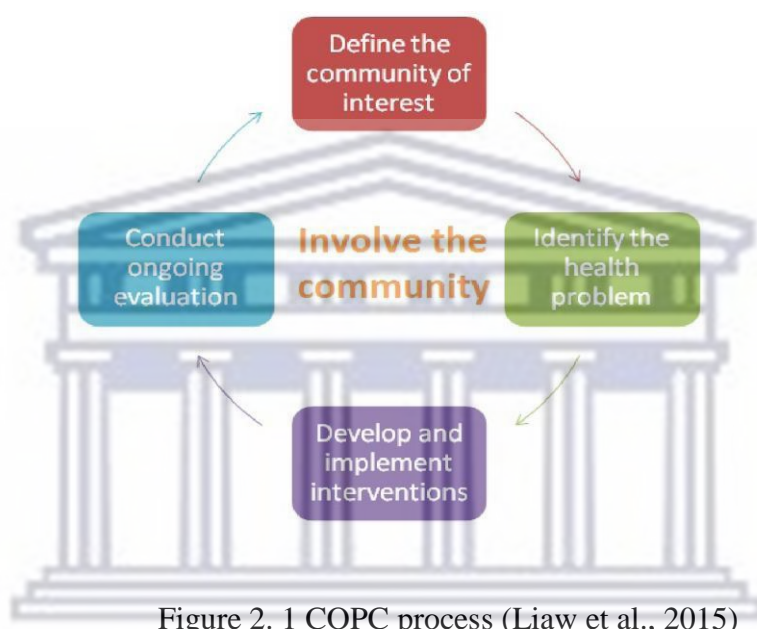 Define the
community of
interest
Conduct
ongoing
evaluation
Involve the
community
Identify the
health
problem
Develop and
implement
interventions
Figure 2. 1 COPC process (Liaw et al., 2015)